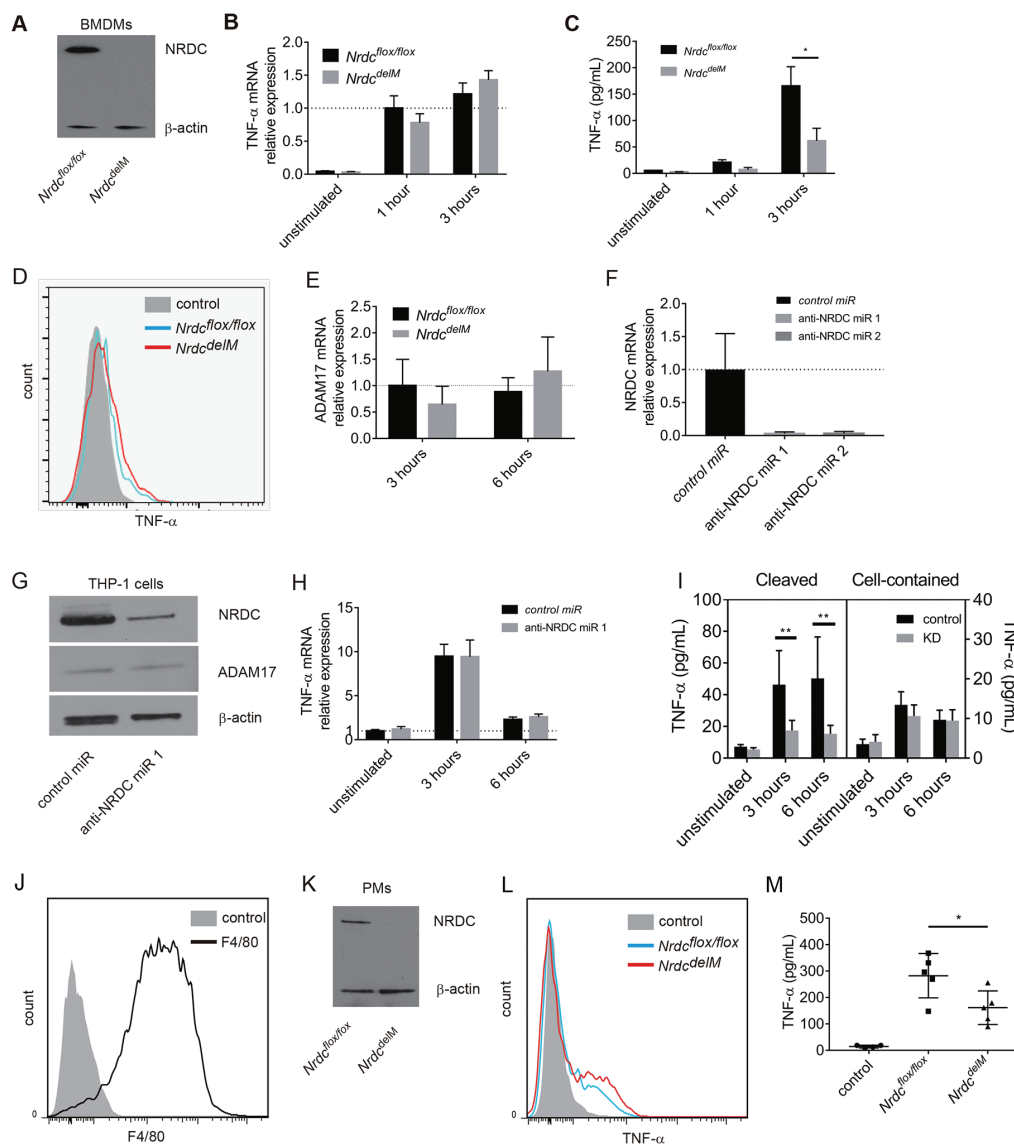 A
BMDMs
NRDC
β-actin
Nrdcflox/fox
NrdcdelM
B
TNF-α mRNA
relative expression
2.0
1.5
1.0
0.5
0.0
Nrdcflox/flox
NrdcdelM
unstimulated
1 hour
3 hours
C
TNF-α (pg/mL)
250
200
150
100
50
0
Nrdcflox/flox
NrdcdelM
*
unstimulated
1 hour
3 hours
D
count
control
Nrdcflox/flox
NrdcdelM
TNF-α
E
ADAM17 mRNA
relative expression
2.5
2.0
1.5
1.0
0.5
0.0
Nrdcflox/flox
NrdcdelM
3 hours
6 hours
F
NRDC mRNA
relative expression
2.0
1.5
1.0
0.5
0.0
control miR
anti-NRDC miR 1
anti-NRDC miR 2
control miR
anti-NRDC miR 1
anti-NRDC miR 2
G
THP-1 cells
NRDC
ADAM17
β-actin
control miR
anti-NRDC miR 1
H
TNF-α mRNA
relative expression
15
10
5
0
control miR
anti-NRDC miR 1
unstimulated
3 hours
6 hours
I
Cleaved
Cell-contained
TNF-α (pg/mL)
100
80
60
40
20
0
**
**
control
KD
40
30
20
10
0
TNF-α (pg/mL)
unstimulated
3 hours
6 hours
unstimulated
3 hours
6 hours
J
count
0
control
F4/80
F4/80
K
PMs
NRDC
β-actin
Nrdcflox/fox
NrdcdelM
L
count
0
control
Nrdcflox/flox
NrdcdelM
TNF-α
M
TNF-α (pg/mL)
500
400
300
200
100
0
*
control
Nrdcflox/flox
NrdcdelM